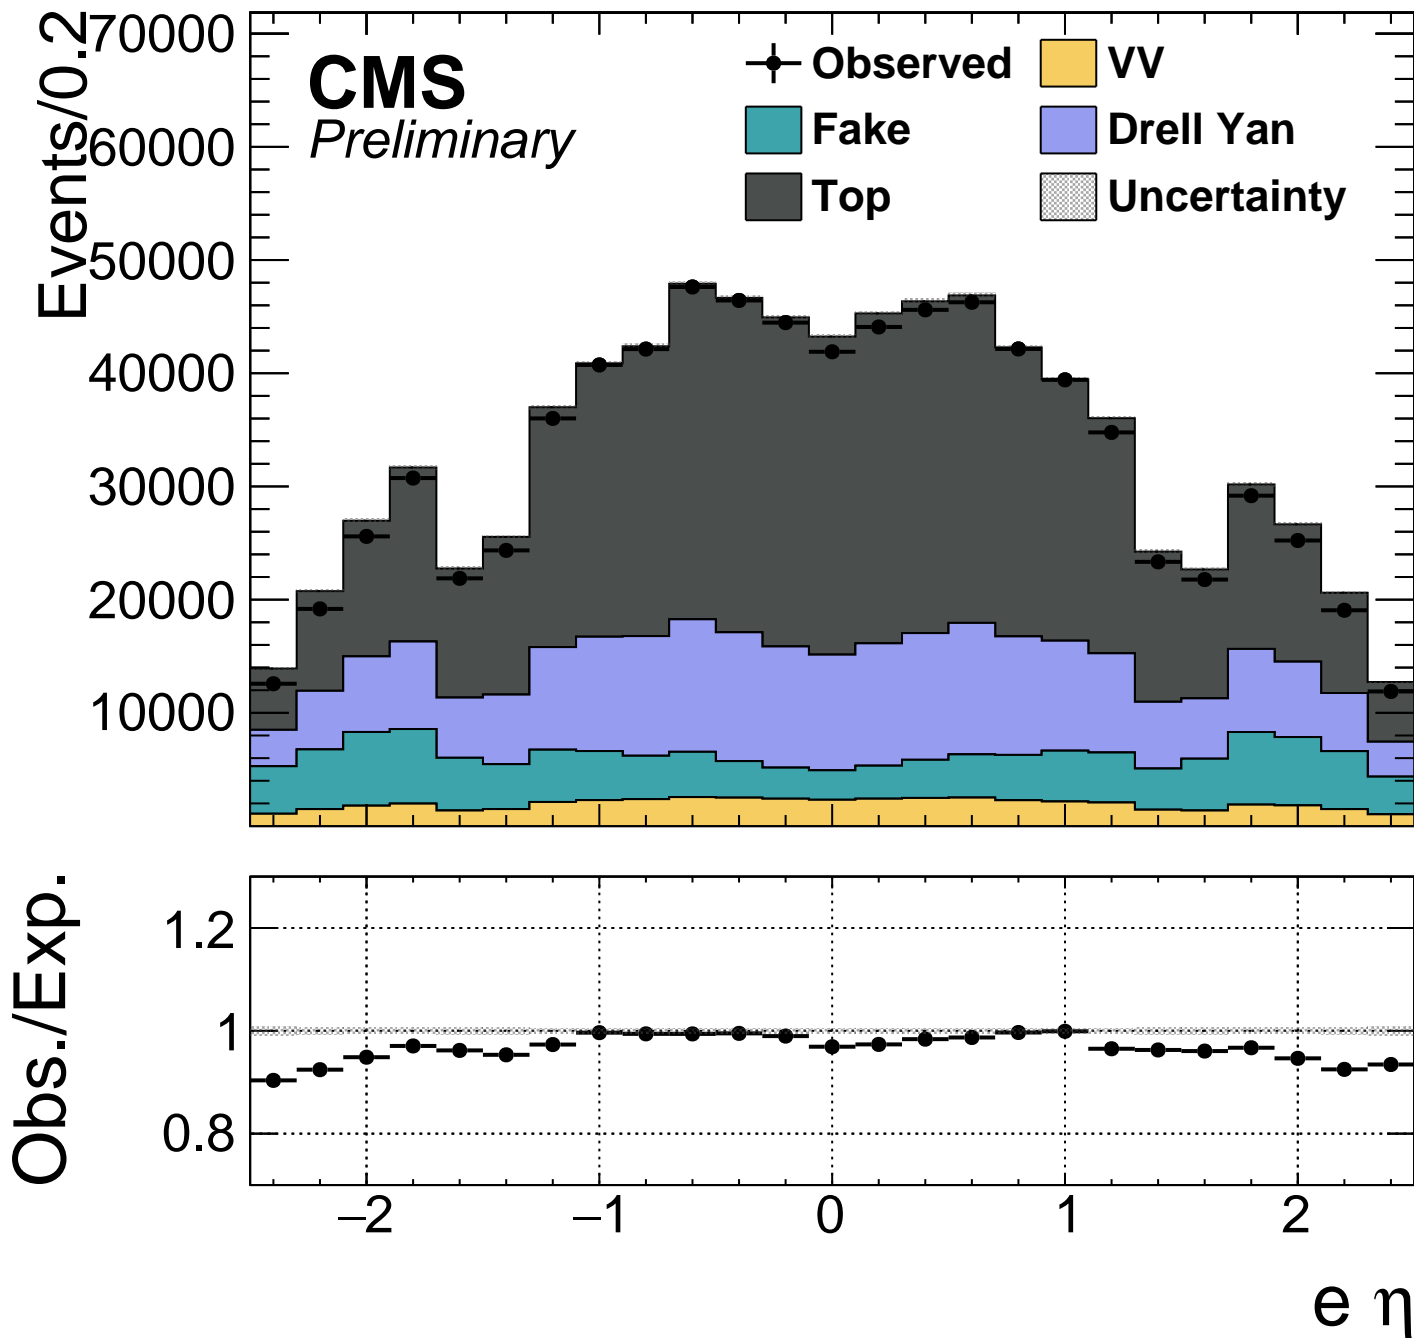 Events/0.2
70000
60000
50000
40000
30000
20000
10000
CMS
Preliminary
Observed
VV
Fake
Drell Yan
Top
Uncertainty
Obs./Exp.
1.2
1
0.8
−2 −1 0 1 2
e η